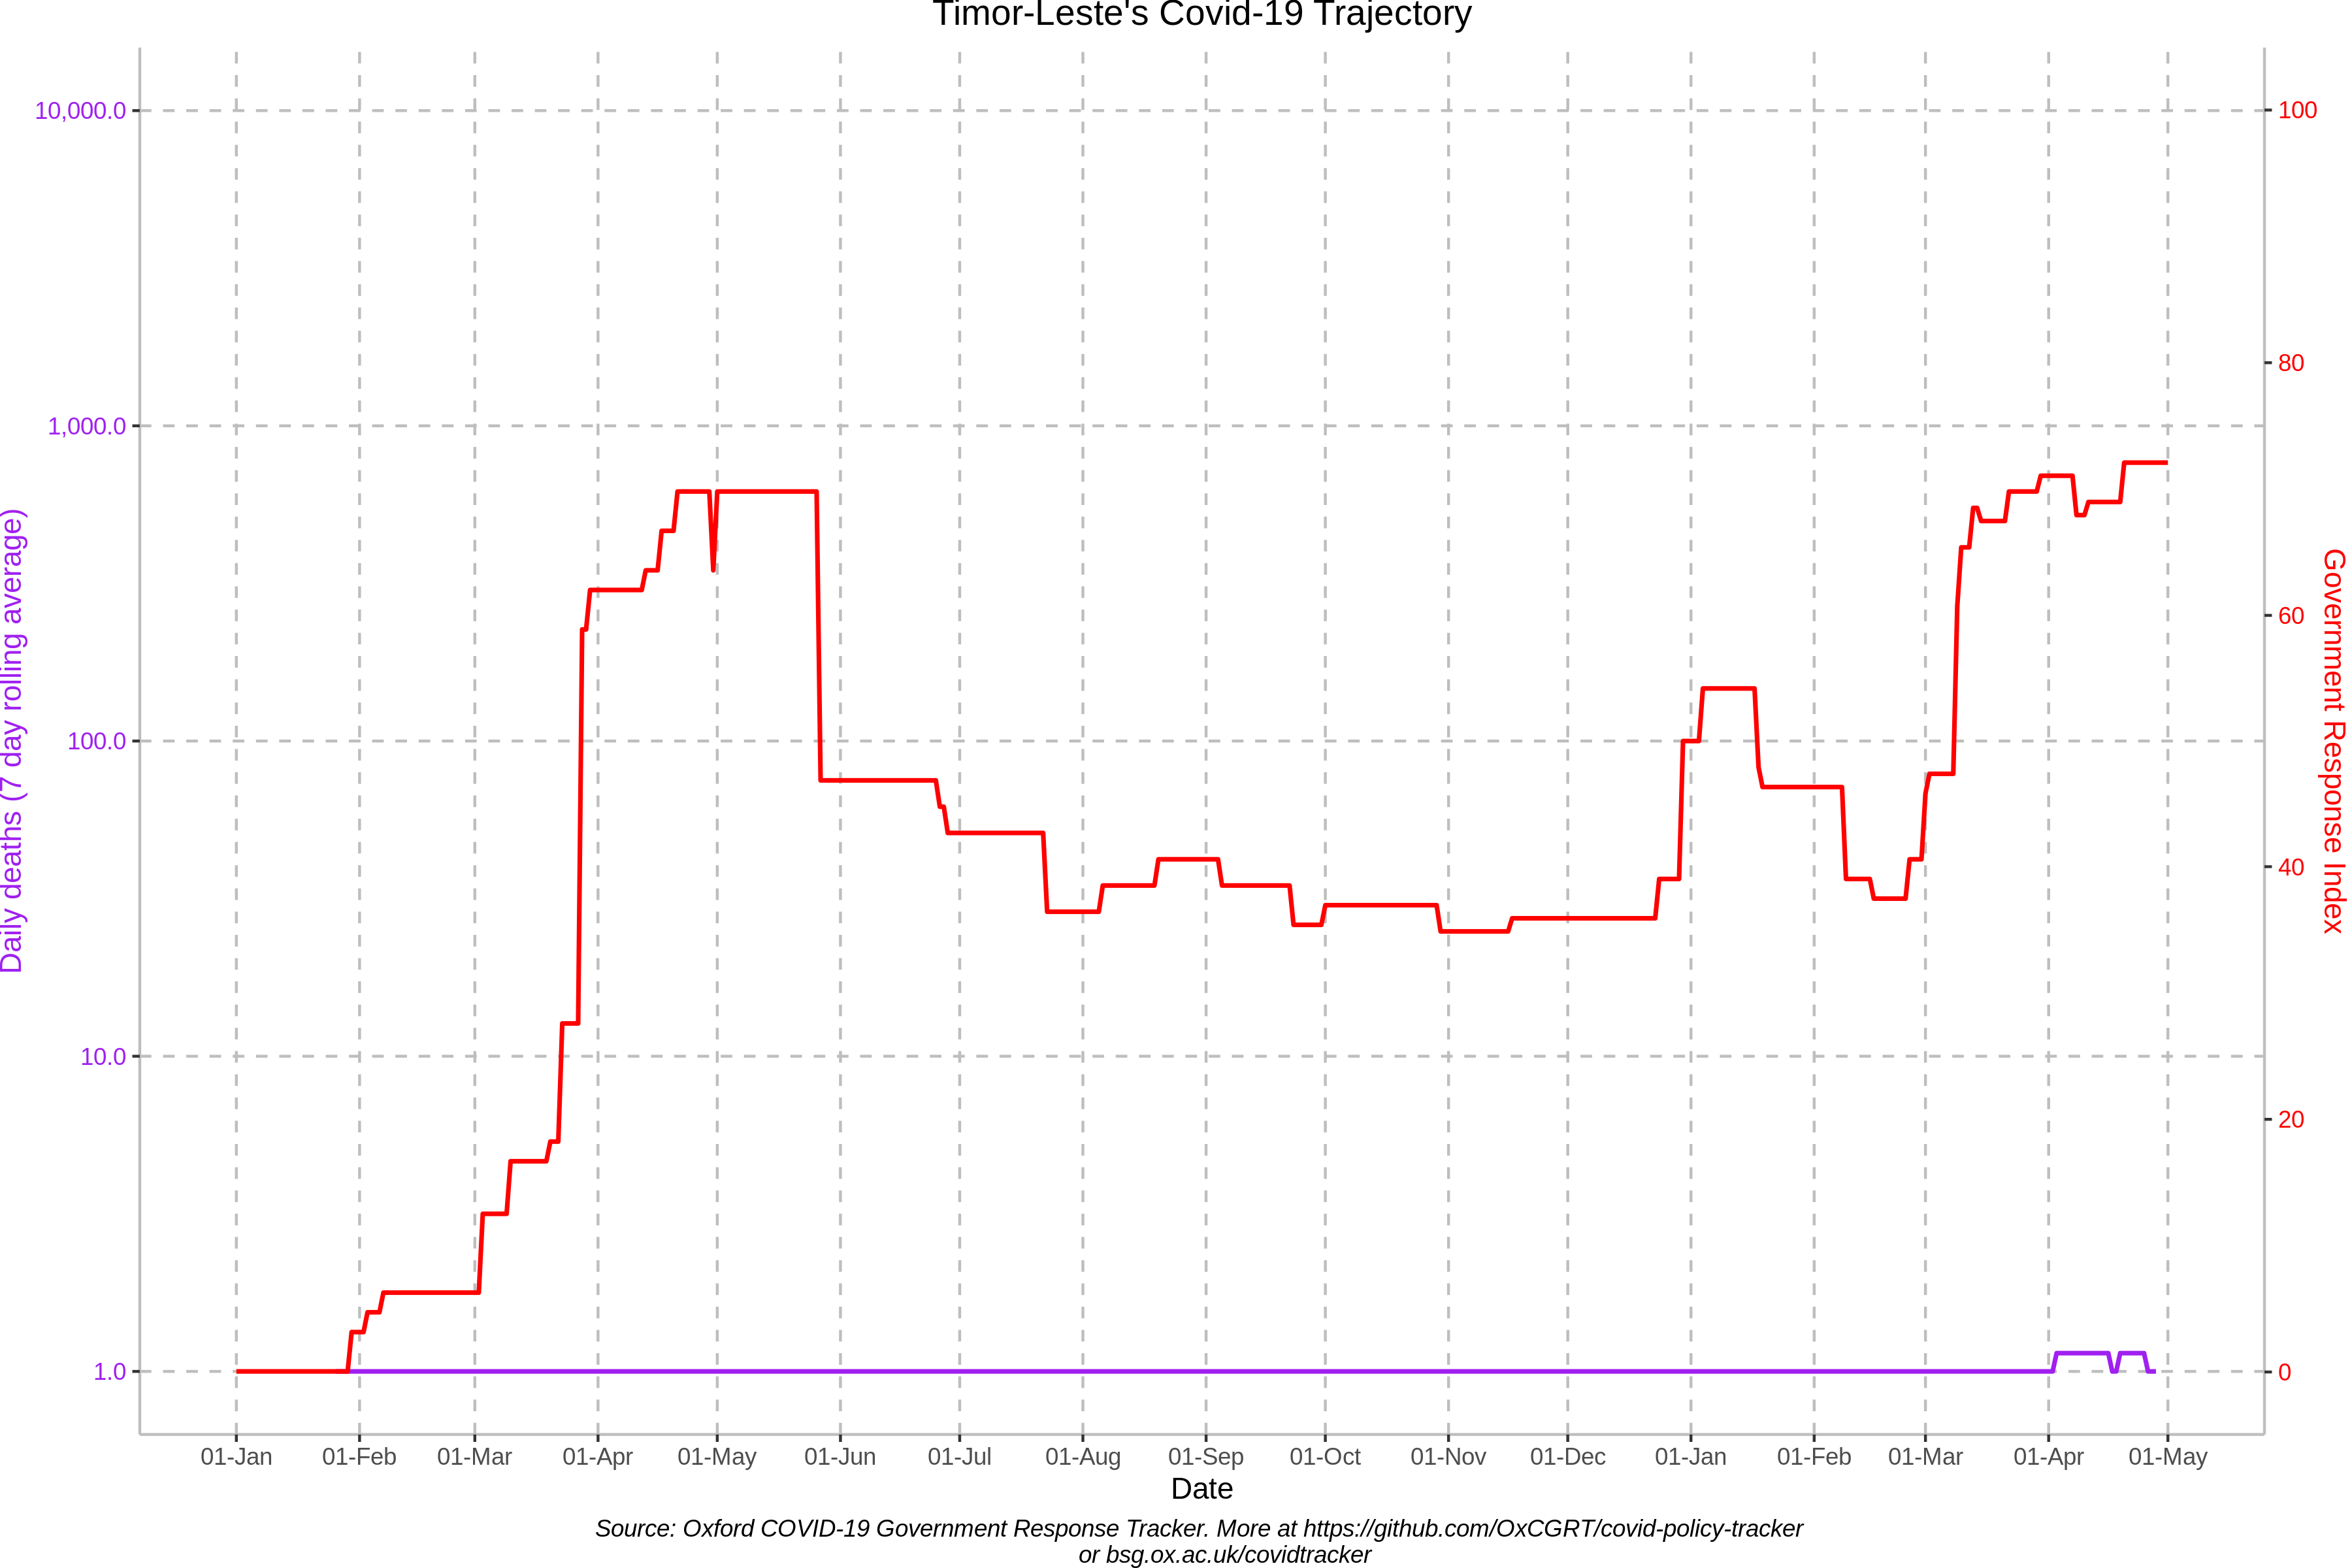 Timor-Leste's Covid-19 Trajectory
10,000.0
1,000.0
100.0
10.0
1.0
Daily deaths (7 day rolling average)
100
80
60
40
20
0
Government Response Index
01-Jan 01-Feb 01-Mar 01-Apr 01-May 01-Jun 01-Jul 01-Aug 01-Sep 01-Oct 01-Nov 01-Dec 01-Jan 01-Feb 01-Mar 01-Apr 01-May
Date
Source: Oxford COVID-19 Government Response Tracker. More at https://github.com/OxCGRT/covid-policy-tracker
or bsg.ox.ac.uk/covidtracker